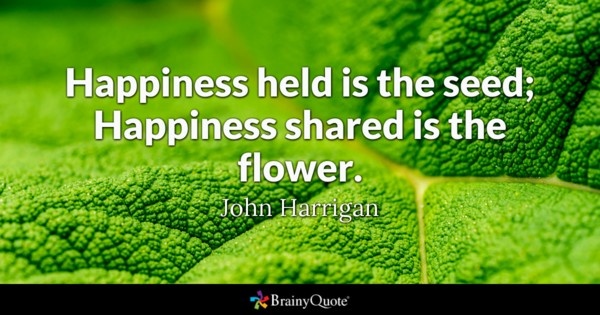 Happiness held is the seed;
Happiness shared is the
flower.
John Harrigan
BrainyQuote®